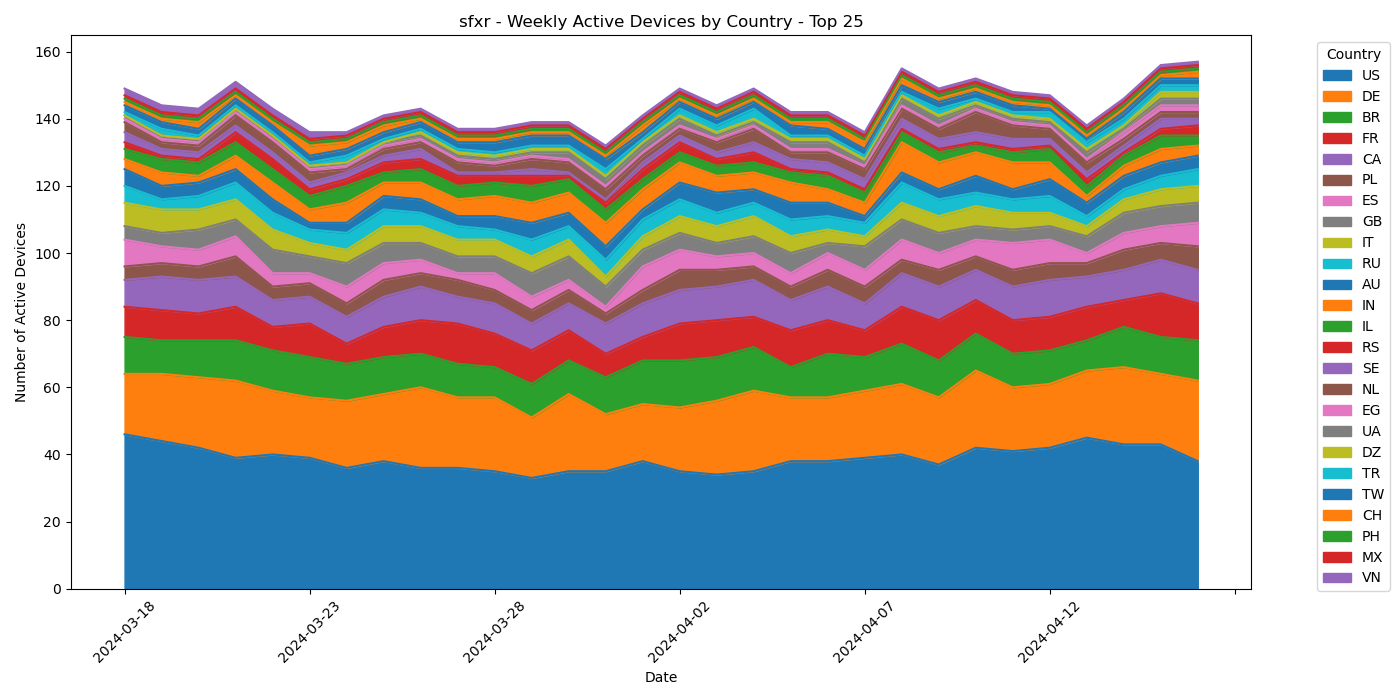 sfxr - Weekly Active Devices by Country - Top 25
Number of Active Devices
160
140
120
100
80
60
40
20
0
2024-03-18
2024-03-23
2024-03-28
2024-04-02
2024-04-07
2024-04-12
Date
Country
US
DE
BR
FR
CA
PL
ES
GB
IT
RU
AU
IN
IL
RS
SE
NL
EG
UA
DZ
TR
TW
CH
PH
MX
VN